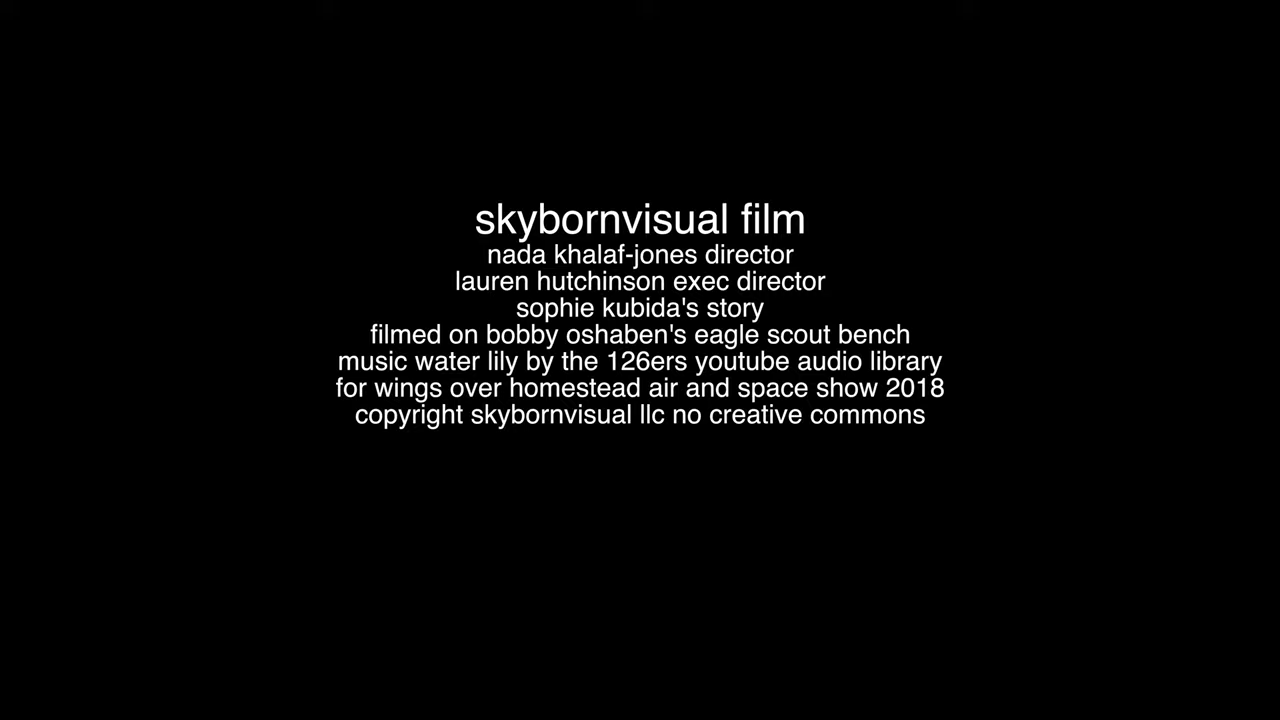 skybornvisual film
nada khalaf-jones director
lauren hutchinson exec director
sophie kubida's story
filmed on bobby oshaben's eagle scout bench
music water lily by the 126ers youtube audio library
for wings over homestead air and space show 2018
copyright skybornvisual llc no creative commons